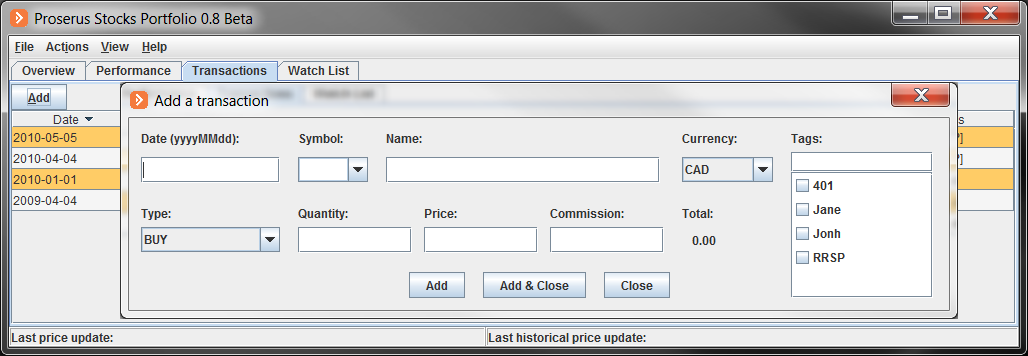 Proserus Stocks Portfolio 0.8 Beta
File Actions View Help
Overview Performance Transactions Watch List
Add
Add a transaction
Date
2010-05-05
2010-04-04
2010-01-01
2009-04-04
Date (yyyyMMdd): Symbol: Name: Currency: Tags:
CAD
401
Jane
Jonh
RRSP
Type: Quantity: Price: Commission: Total:
BUY 0.00
Add Add & Close Close
Last price update: Last historical price update: